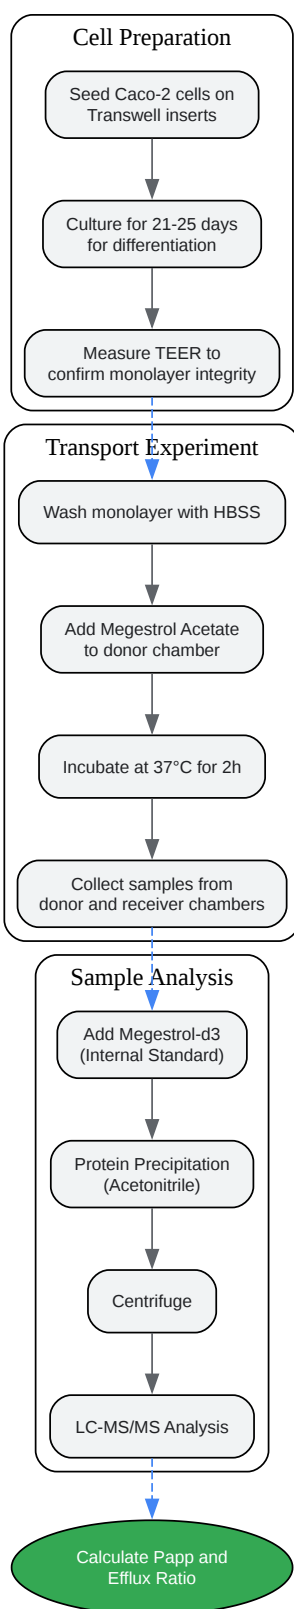 Cell Preparation
Seed Caco-2 cells on
Transwell inserts
Culture for 21-25 days
for differentiation
Measure TEER to
confirm monolayer integrity
Transport Experiment
Wash monolayer with HBSS
Add Megestrol Acetate
to donor chamber
Incubate at 37°C for 2h
Collect samples from
donor and receiver chambers
Sample Analysis
Add Megestrol-d3
(Internal Standard)
Protein Precipitation
(Acetonitrile)
Centrifuge
LC-MS/MS Analysis
Calculate Papp and
Efflux Ratio